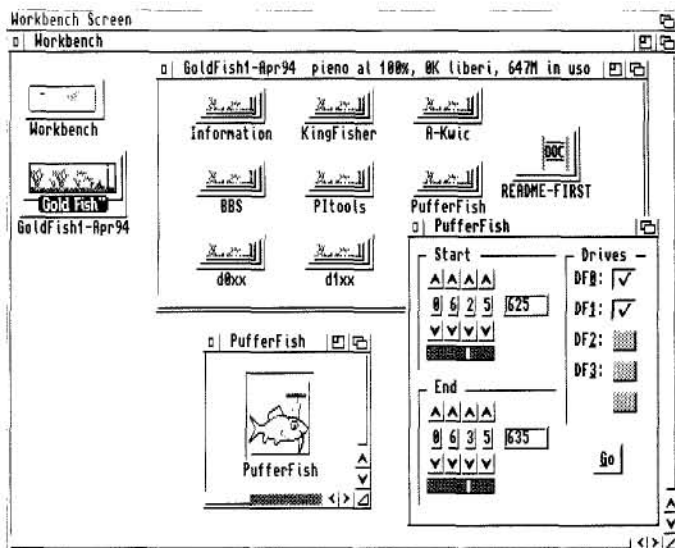 Workbench Screen
Workbench
GoldFish1-Apr94 pieno al 100%, 0K liberi, 647M in uso
Workbench
Gold Fish™
GoldFish1-Apr94
Information KingFisher A-Kwic
DOC
README-FIRST
BBS PItools PufferFish
d0xx d1xx
PufferFish
PufferFish
PufferFish
Start
0 6 2 5 625
End
0 6 3 5 635
Drives
DF0:
DF1:
DF2:
DF3:
Go